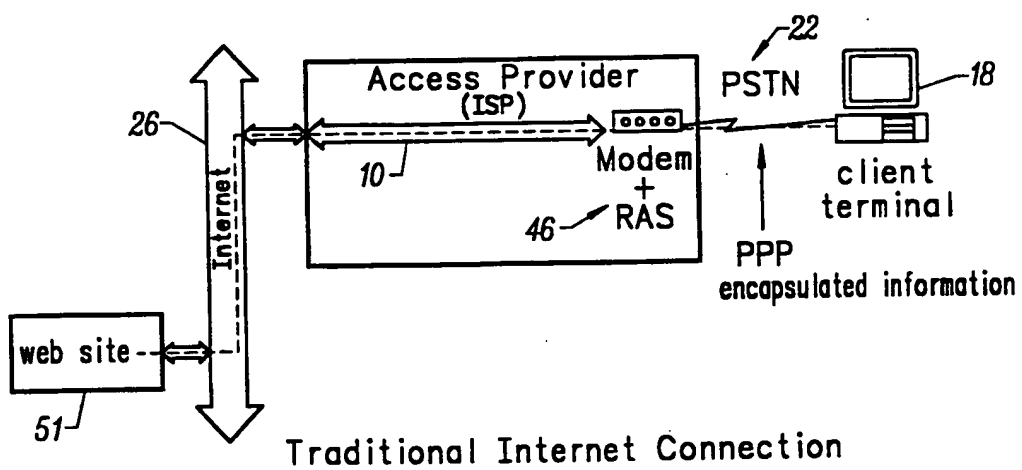 22
Access Provider
(ISP)
PSTN
18
26
Internet
10
Modem
+
RAS
46
client
terminal
PPP
encapsulated information
web site
51
Traditional Internet Connection